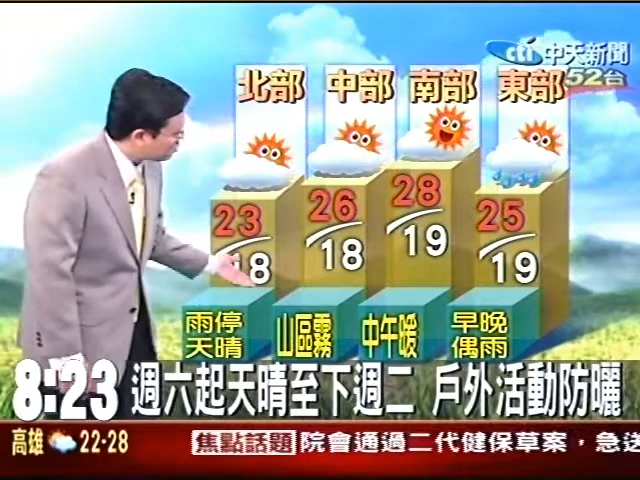 cti 中天新聞
52台
北部 中部 南部 東部
23 26 28 25
18 18 19 19
雨停 山區霧 中午暖 早晚
天晴 偶雨
8:23 週六起天晴至下週二 戶外活動防曬
高雄 22-28 焦點話題 院會通過二代健保草案，急送